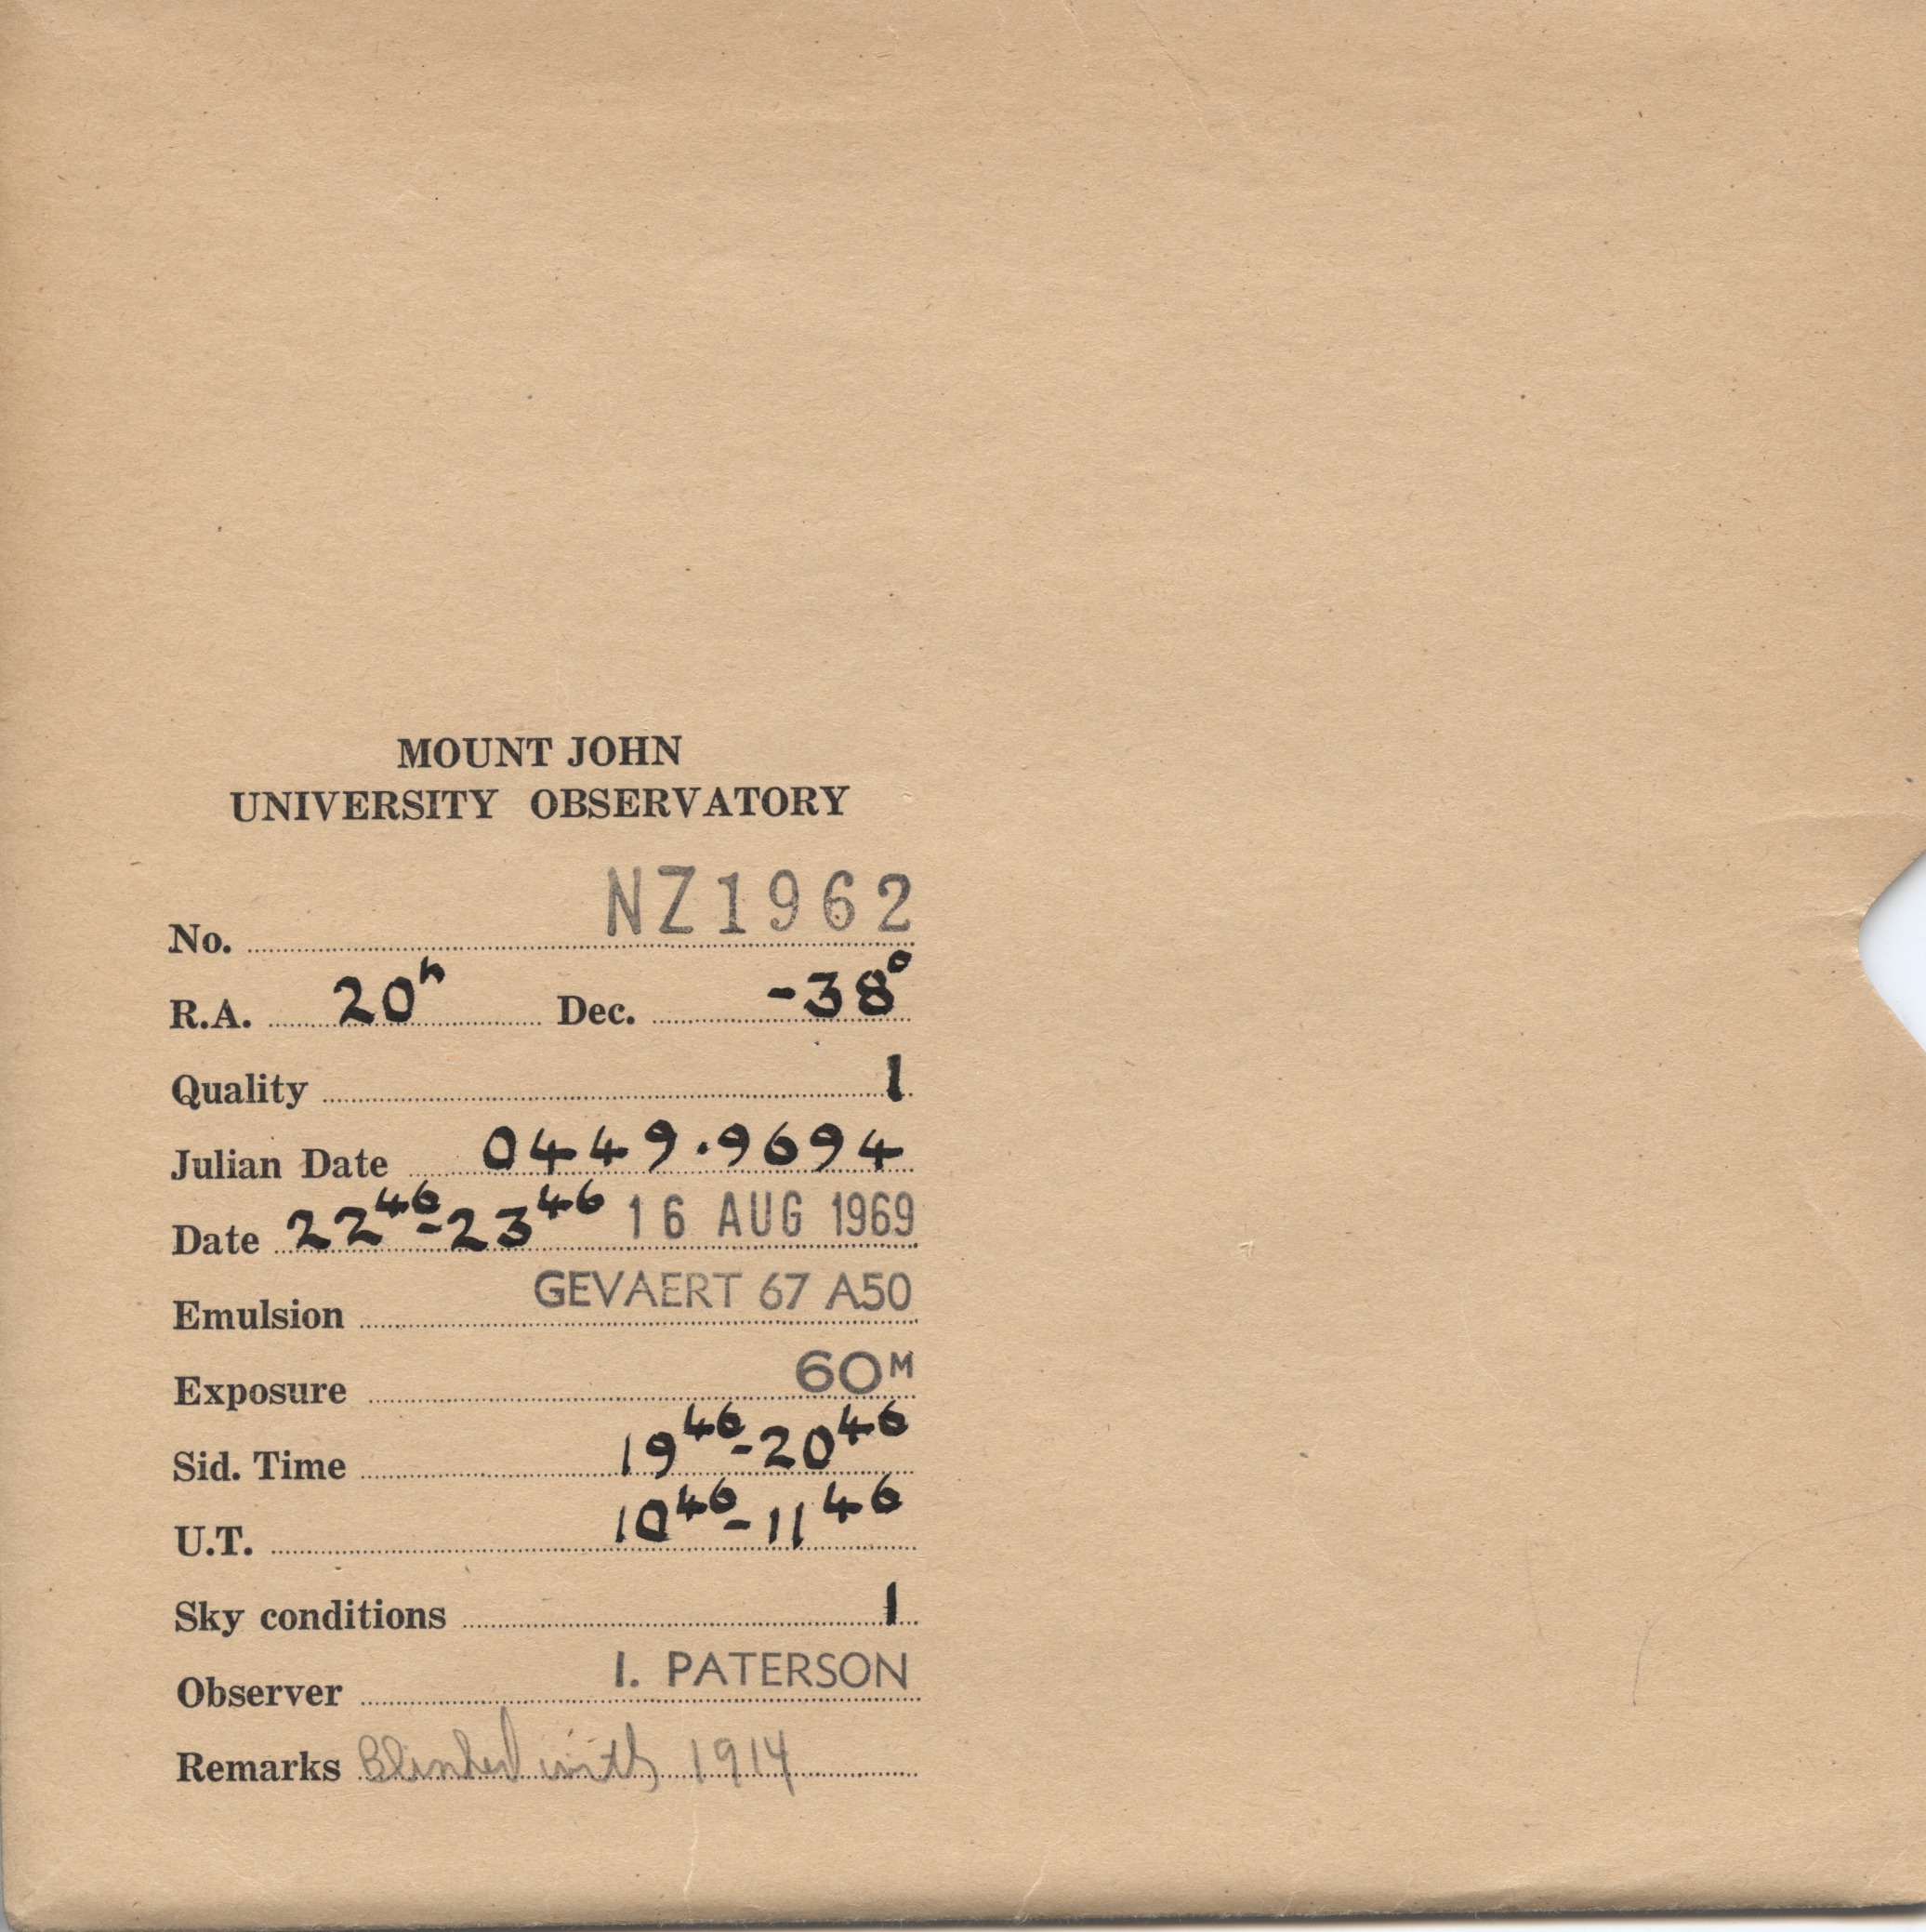 MOUNT JOHN
UNIVERSITY OBSERVATORY
No. NZ1962
R.A. 20ʰ Dec. -38°
Quality 1
Julian Date 0449.9694
Date 22⁴⁶-23⁴⁶ 16 AUG 1969
Emulsion GEVAERT 67 A50
Exposure 60ᴹ
Sid. Time 19⁴⁶-20⁴⁶
U.T. 10⁴⁶-11⁴⁶
Sky conditions 1
Observer I. PATERSON
Remarks Blinked with 1914